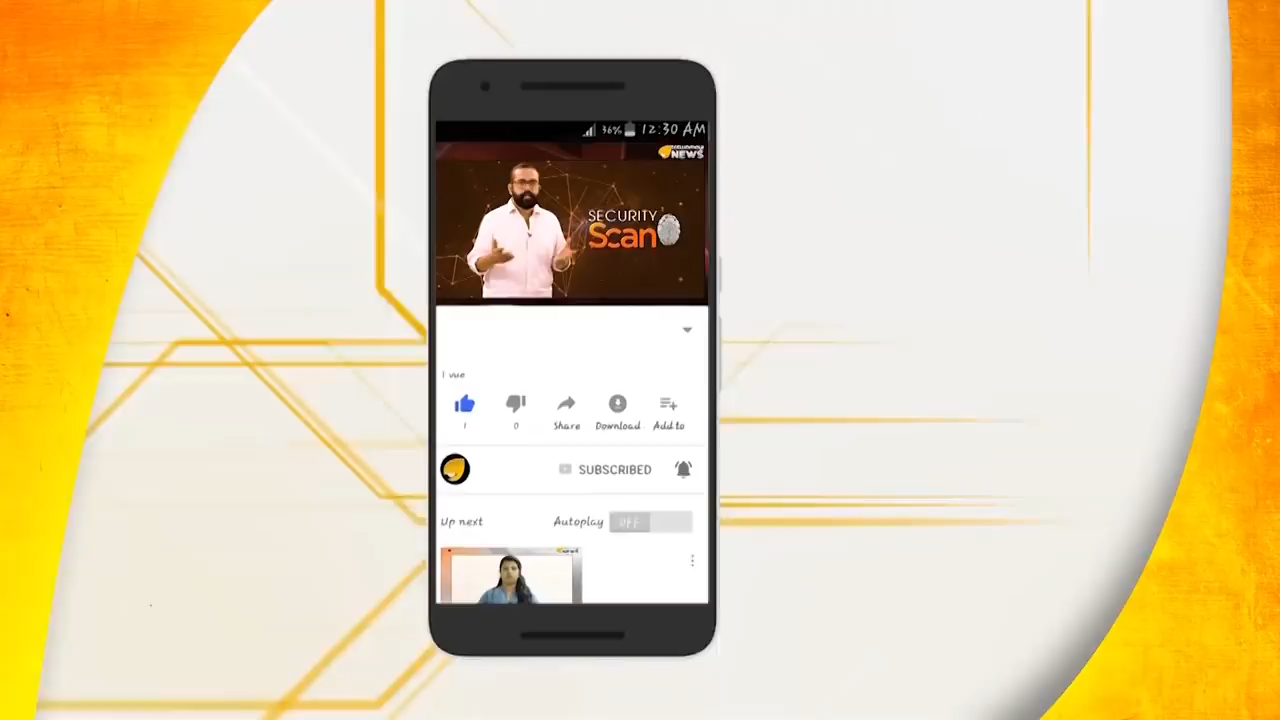 36% 12:30 AM
NEWS
SECURITY
Scan
1 vue
1 0 Share Download Add to
SUBSCRIBED
Up next Autoplay OFF